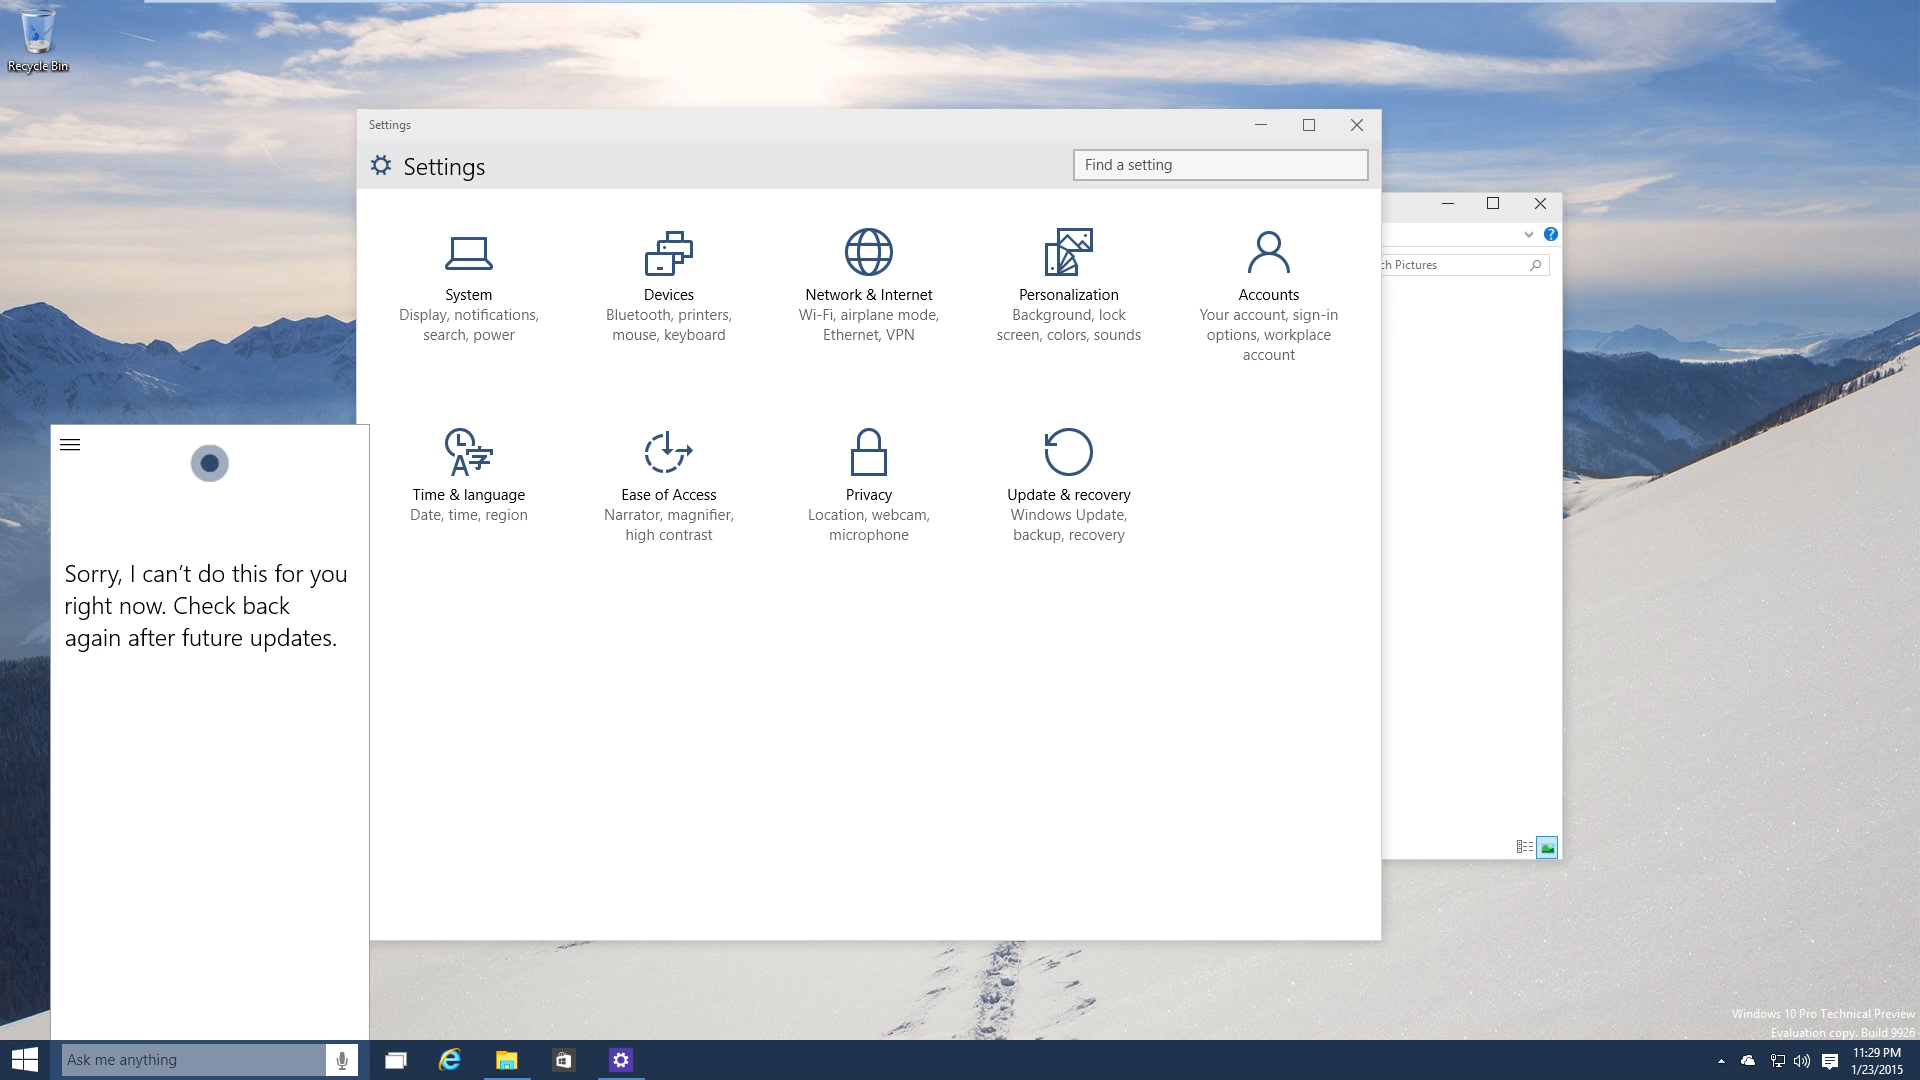 Recycle Bin
Settings
Settings
Find a setting
System
Display, notifications,
search, power
Devices
Bluetooth, printers,
mouse, keyboard
Network & Internet
Wi-Fi, airplane mode,
Ethernet, VPN
Personalization
Background, lock
screen, colors, sounds
Accounts
Your account, sign-in
options, workplace
account
Time & language
Date, time, region
Ease of Access
Narrator, magnifier,
high contrast
Privacy
Location, webcam,
microphone
Update & recovery
Windows Update,
backup, recovery
ch Pictures
Sorry, I can’t do this for you
right now. Check back
again after future updates.
Windows 10 Pro Technical Preview
Evaluation copy. Build 9926
Ask me anything
11:29 PM
1/23/2015